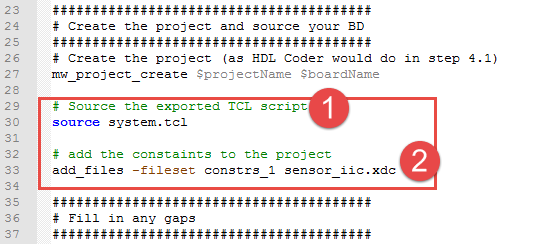 23 ########################################
24 # Create the project and source your BD
25 ########################################
26 # Create the project (as HDL Coder would do in step 4.1)
27 mw_project_create $projectName $boardName
28
29 # Source the exported TCL script 1
30 source system.tcl
31
32 # add the constaints to the project
33 add_files -fileset constrs_1 sensor_iic.xdc 2
34
35 ########################################
36 # Fill in any gaps
37 ########################################